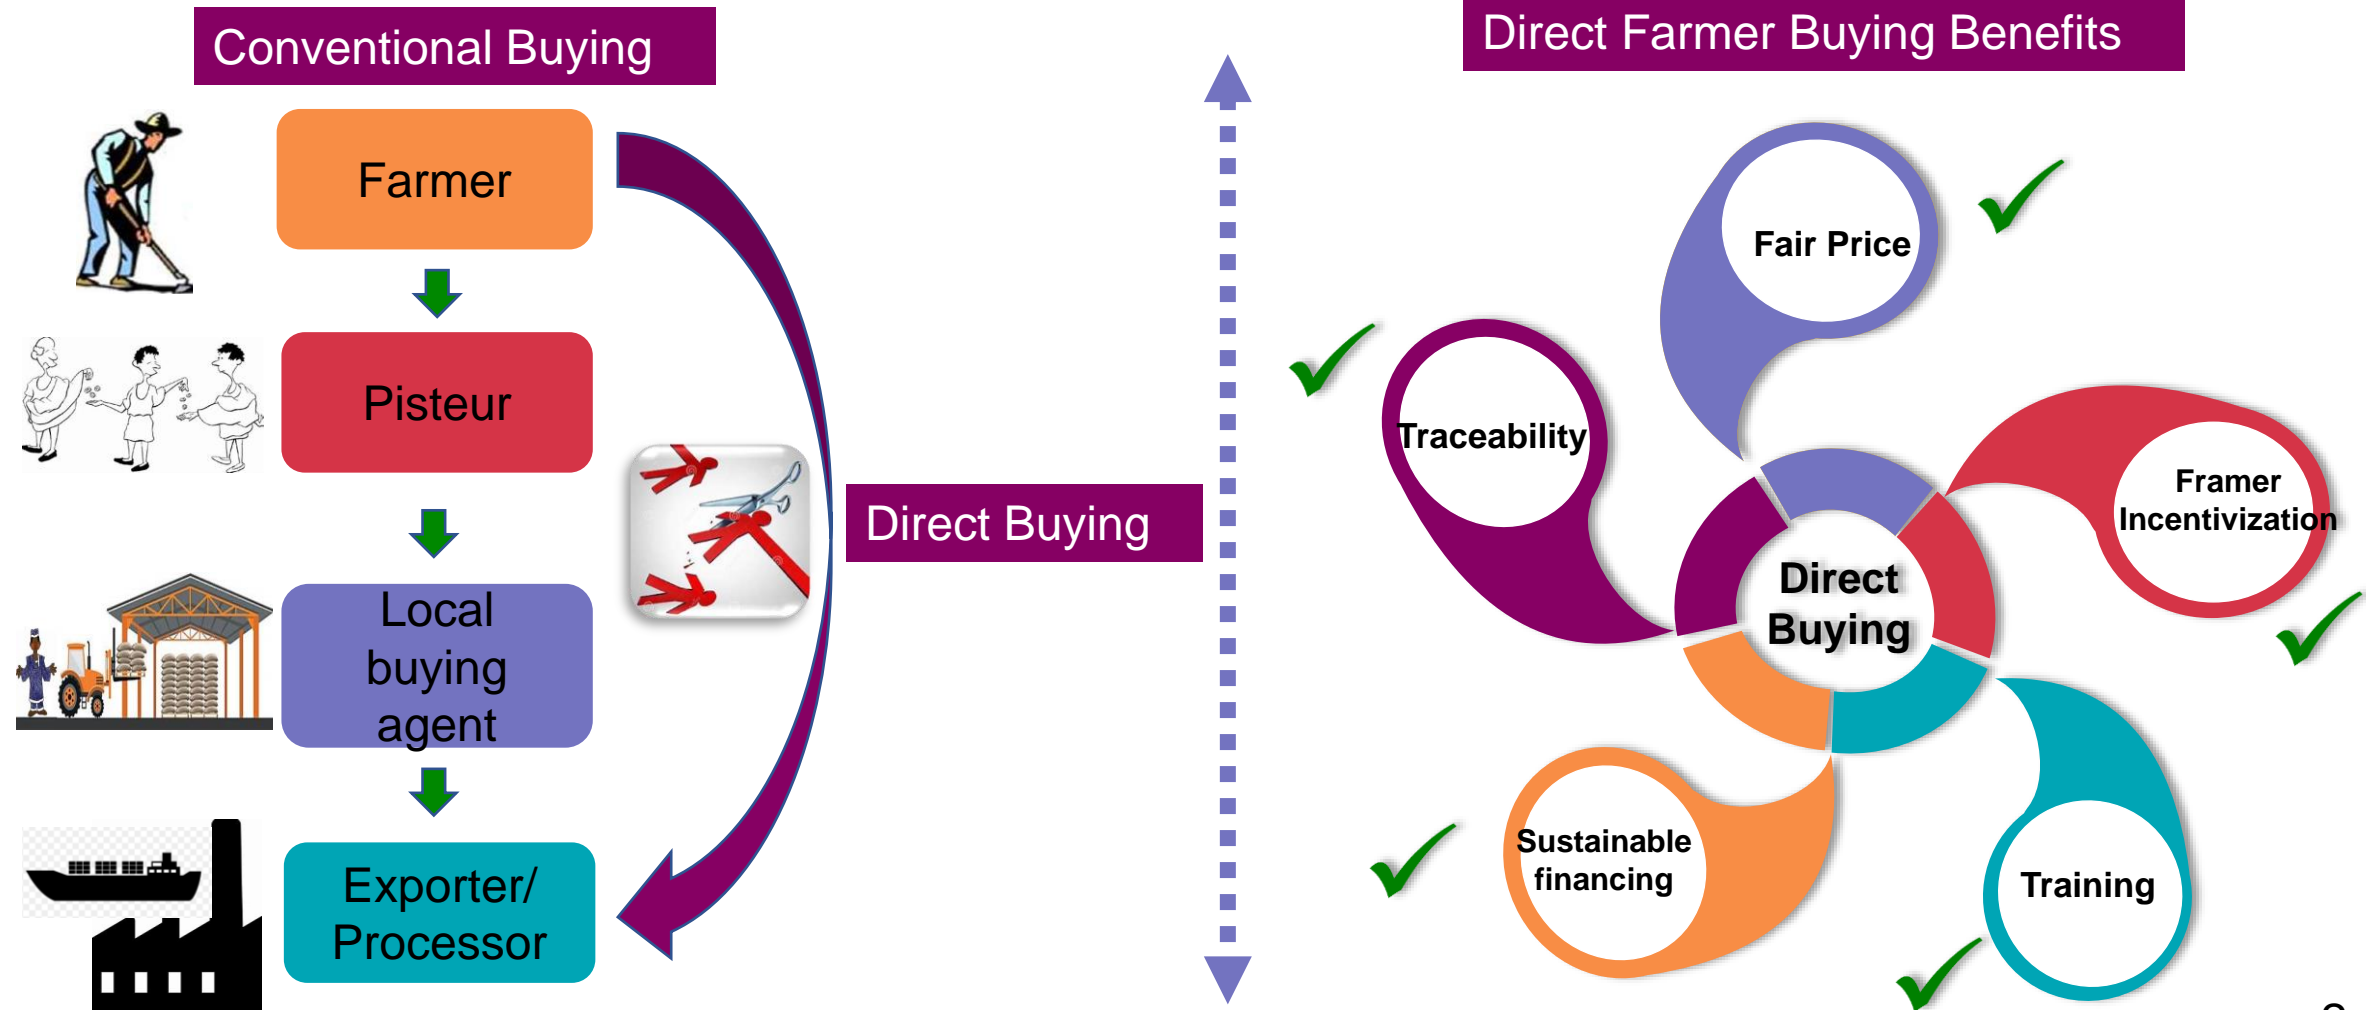 Conventional Buying
Farmer
Pisteur
Local
buying
agent
Exporter/
Processor
Direct Buying
Direct Farmer Buying Benefits
Fair Price
Traceability
Framer
Incentivization
Direct
Buying
Sustainable
financing
Training